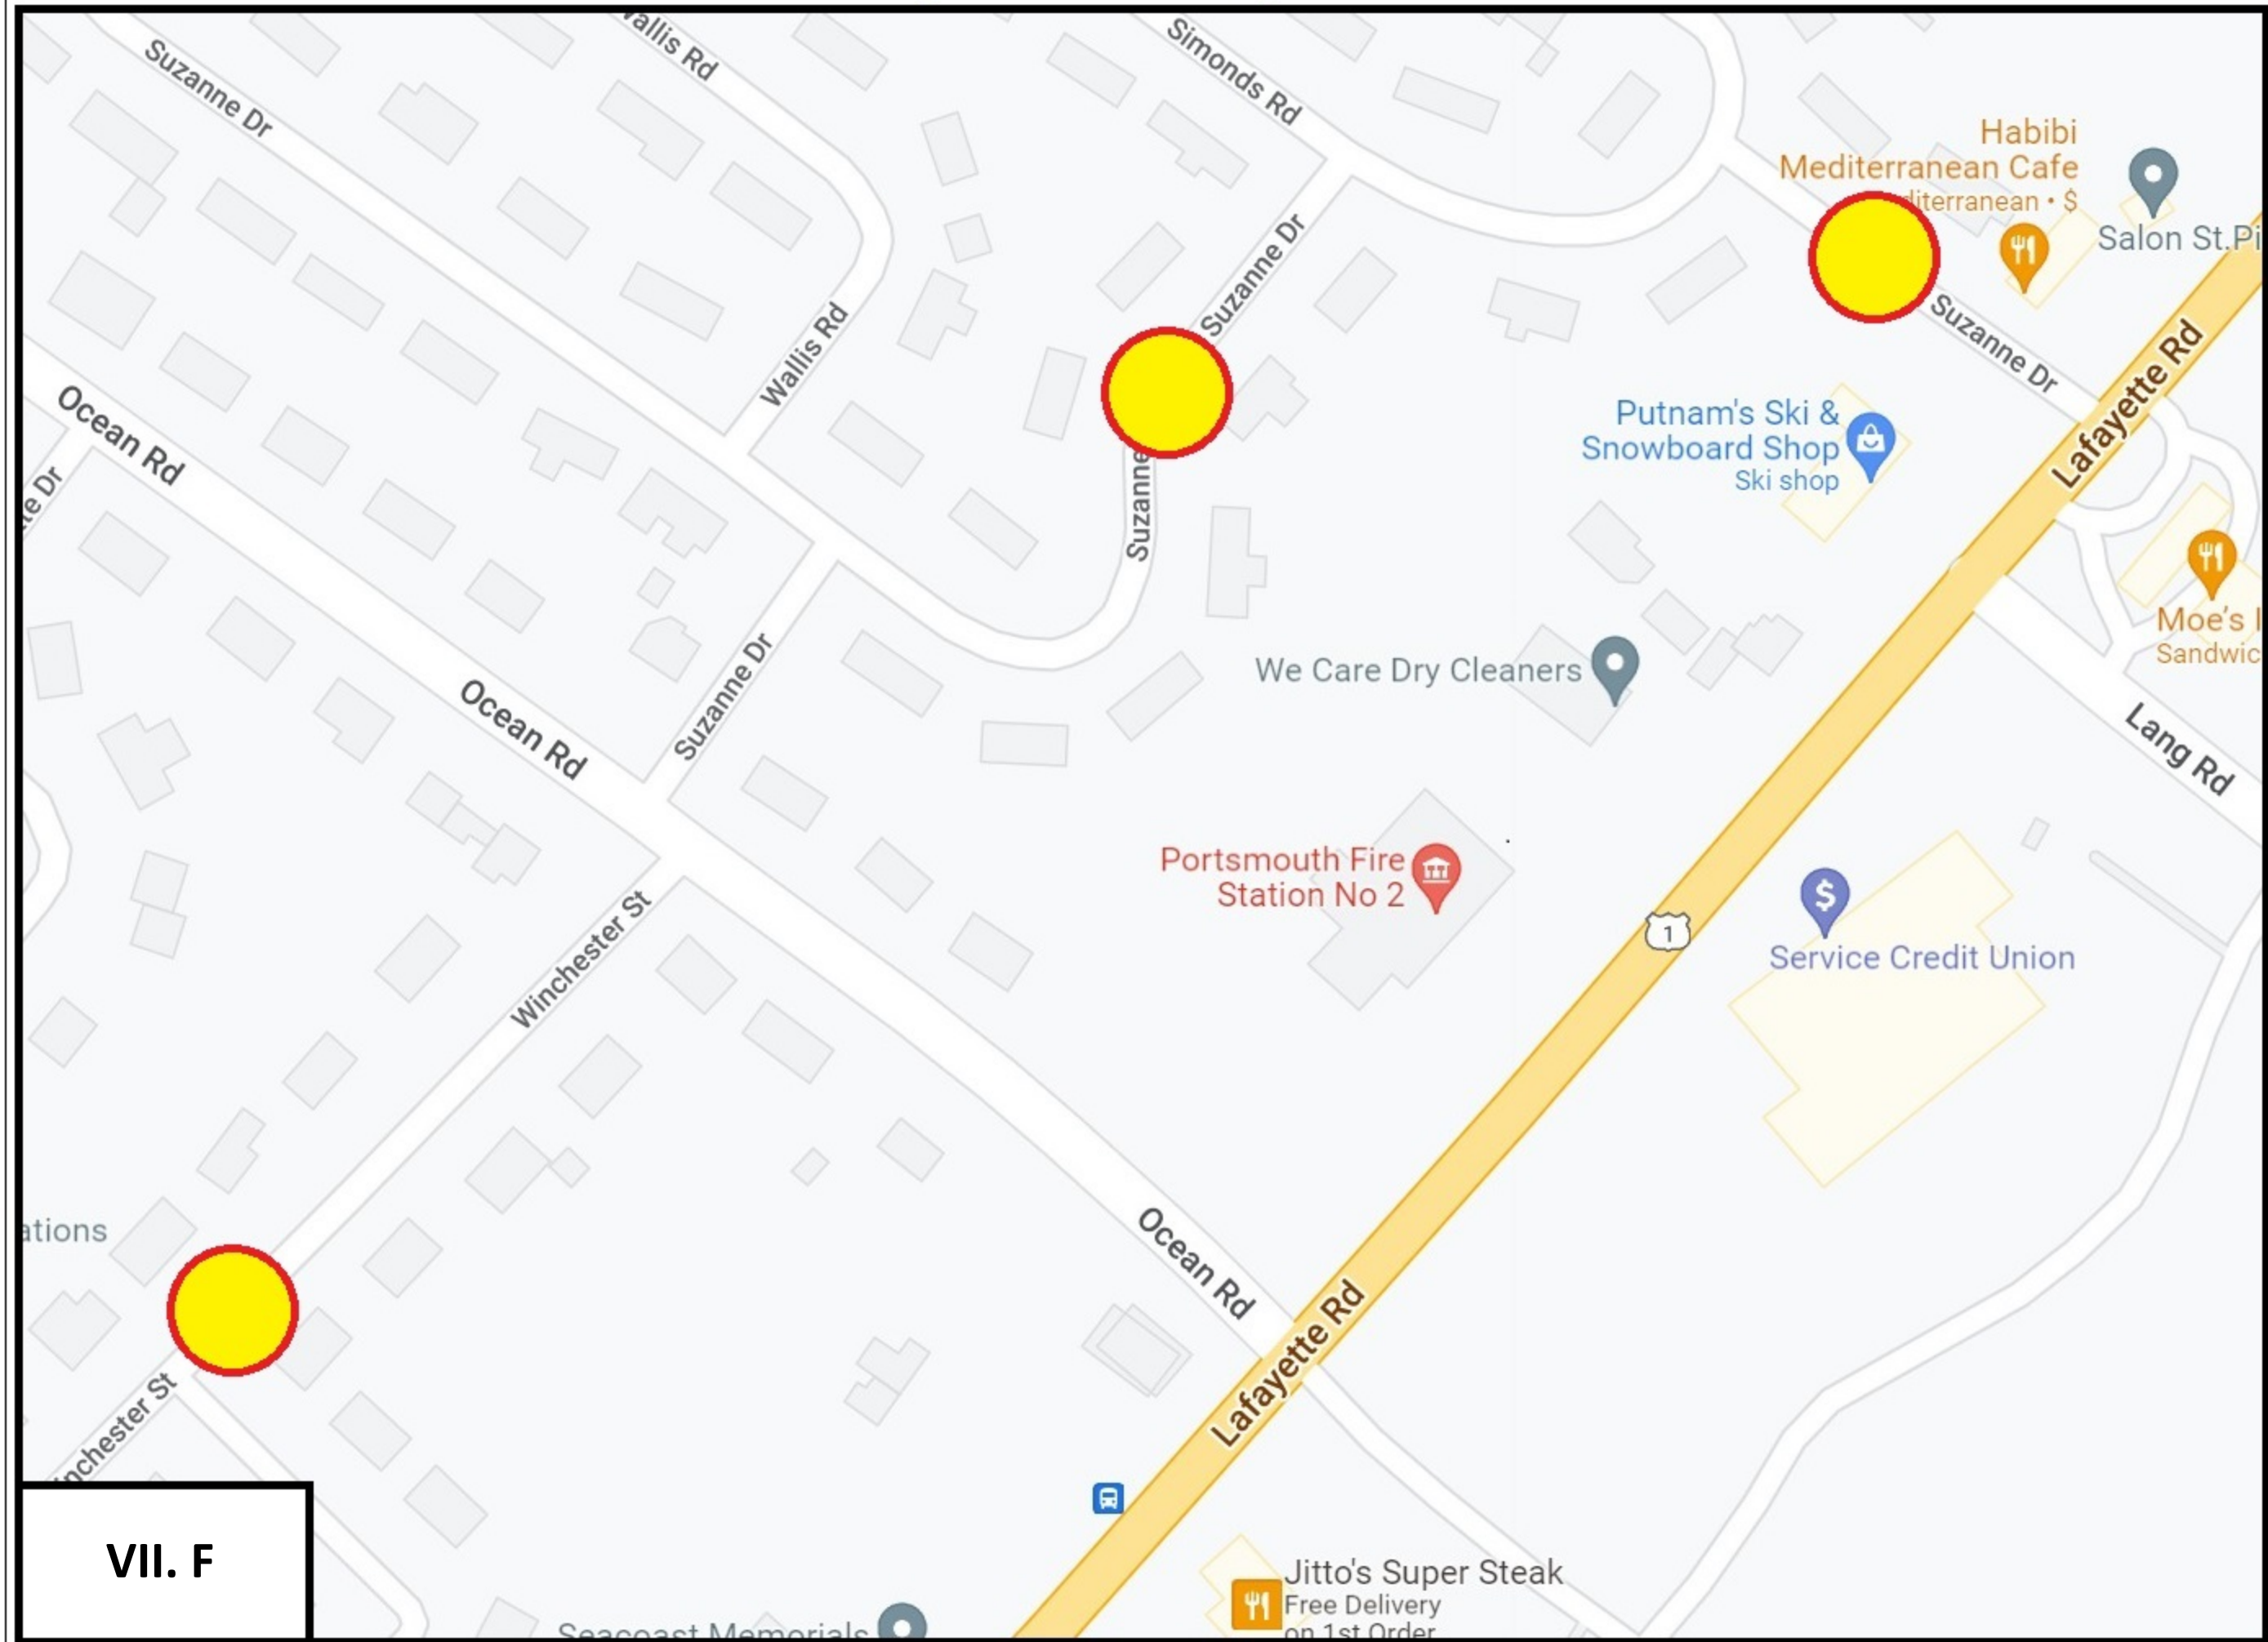 Suzanne Dr
Wallis Rd
Simonds Rd
Habibi
Mediterranean Cafe
diterranean • $
Salon St.Pi
Suzanne Dr
Wallis Rd
Suzanne Dr
Lafayette Rd
Ocean Rd
te Dr
Putnam's Ski &
Snowboard Shop
Ski shop
Suzanne
Moe's
Sandwic
We Care Dry Cleaners
Suzanne Dr
Ocean Rd
Lang Rd
Portsmouth Fire
Station No 2
1
$
Service Credit Union
Winchester St
ations
Ocean Rd
Lafayette Rd
nchester St
VII. F
Jitto's Super Steak
Free Delivery
on 1st Order
Seacoast Memorials